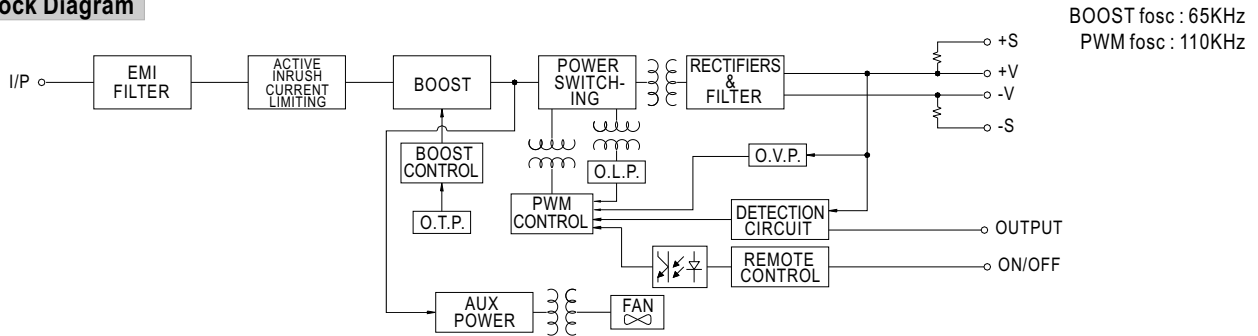 ock Diagram
BOOST fosc : 65KHz
PWM fosc : 110KHz
I/P
EMI
FILTER
ACTIVE
INRUSH
CURRENT
LIMITING
BOOST
POWER
SWITCH-
ING
RECTIFIERS
&
FILTER
+S
+V
-V
-S
BOOST
CONTROL
O.T.P.
O.L.P.
O.V.P.
PWM
CONTROL
DETECTION
CIRCUIT
OUTPUT
REMOTE
CONTROL
ON/OFF
AUX
POWER
FAN